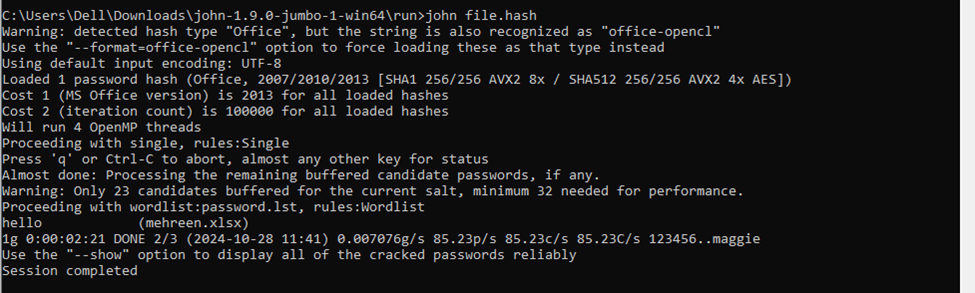 C:\Users\Dell\Downloads\john-1.9.0-jumbo-1-win64\run>john file.hash
Warning: detected hash type "Office", but the string is also recognized as "office-opencl"
Use the "--format=office-opencl" option to force loading these as that type instead
Using default input encoding: UTF-8
Loaded 1 password hash (Office, 2007/2010/2013 [SHA1 256/256 AVX2 8x / SHA512 256/256 AVX2 4x AES])
Cost 1 (MS Office version) is 2013 for all loaded hashes
Cost 2 (iteration count) is 100000 for all loaded hashes
Will run 4 OpenMP threads
Proceeding with single, rules:Single
Press 'q' or Ctrl-C to abort, almost any other key for status
Almost done: Processing the remaining buffered candidate passwords, if any.
Warning: Only 23 candidates buffered for the current salt, minimum 32 needed for performance.
Proceeding with wordlist:password.lst, rules:Wordlist
hello            (mehreen.xlsx)
1g 0:00:02:21 DONE 2/3 (2024-10-28 11:41) 0.007076g/s 85.23p/s 85.23c/s 85.23C/s 123456..maggie
Use the "--show" option to display all of the cracked passwords reliably
Session completed